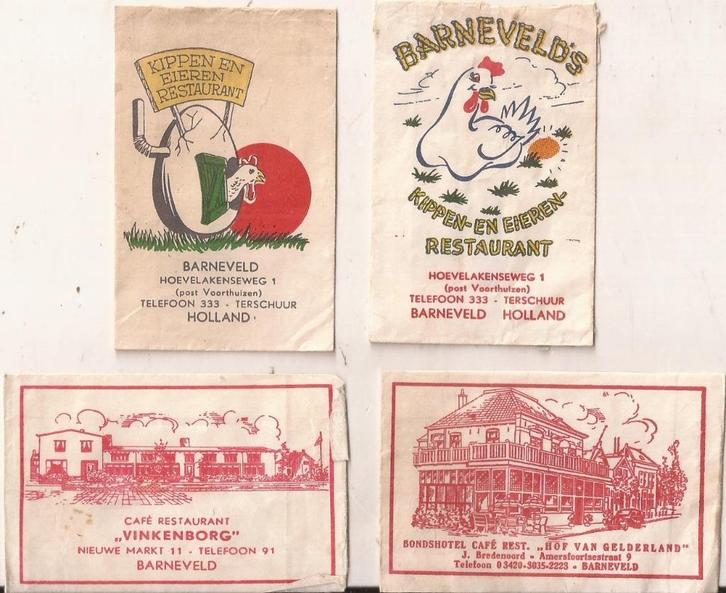 KIPPEN EN
EIEREN
RESTAURANT
BARNEVELD
HOEVELAKENSEWEG 1
(post Voorthuizen)
TELEFOON 333 - TERSCHUUR
HOLLAND
BARNEVELD'S
KIPPEN- EN EIEREN-
RESTAURANT
HOEVELAKENSEWEG 1
(post Voorthuizen)
TELEFOON 333 - TERSCHUUR
BARNEVELD HOLLAND
CAFÉ RESTAURANT
„VINKENBORG"
NIEUWE MARKT 11 - TELEFOON 91
BARNEVELD
BONDSHOTEL CAFÉ REST. „HOF VAN GELDERLAND"
J. Bredenoord - Amersfoortsestraat 9
Telefoon 03420-3035-2223 - BARNEVELD